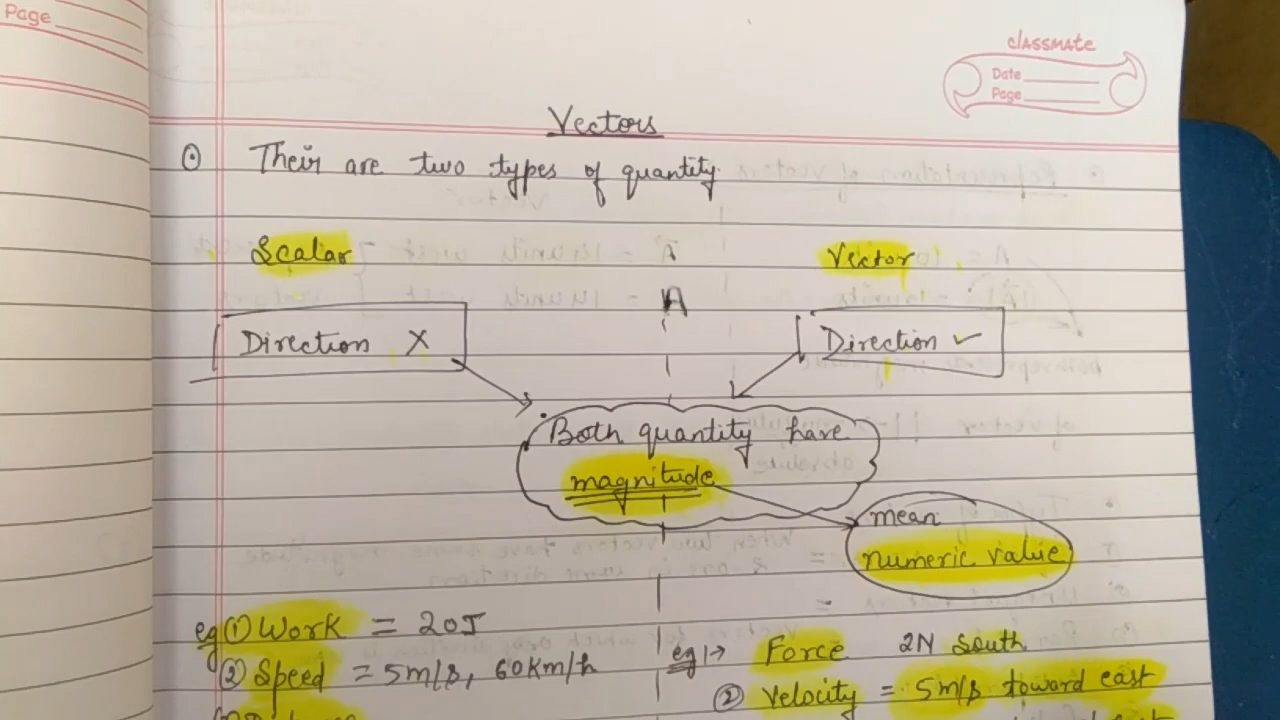 Page
classmate
Date
Page
Vectors
Their are two types of quantity
Scalar
Vector
Direction X
Direction ✓
Both quantity have
magnitude
mean
numeric value
eg ① Work = 20J
② Speed = 5m/s, 60Km/h
eg 1→ Force 2N south
② Velocity = 5m/s toward east